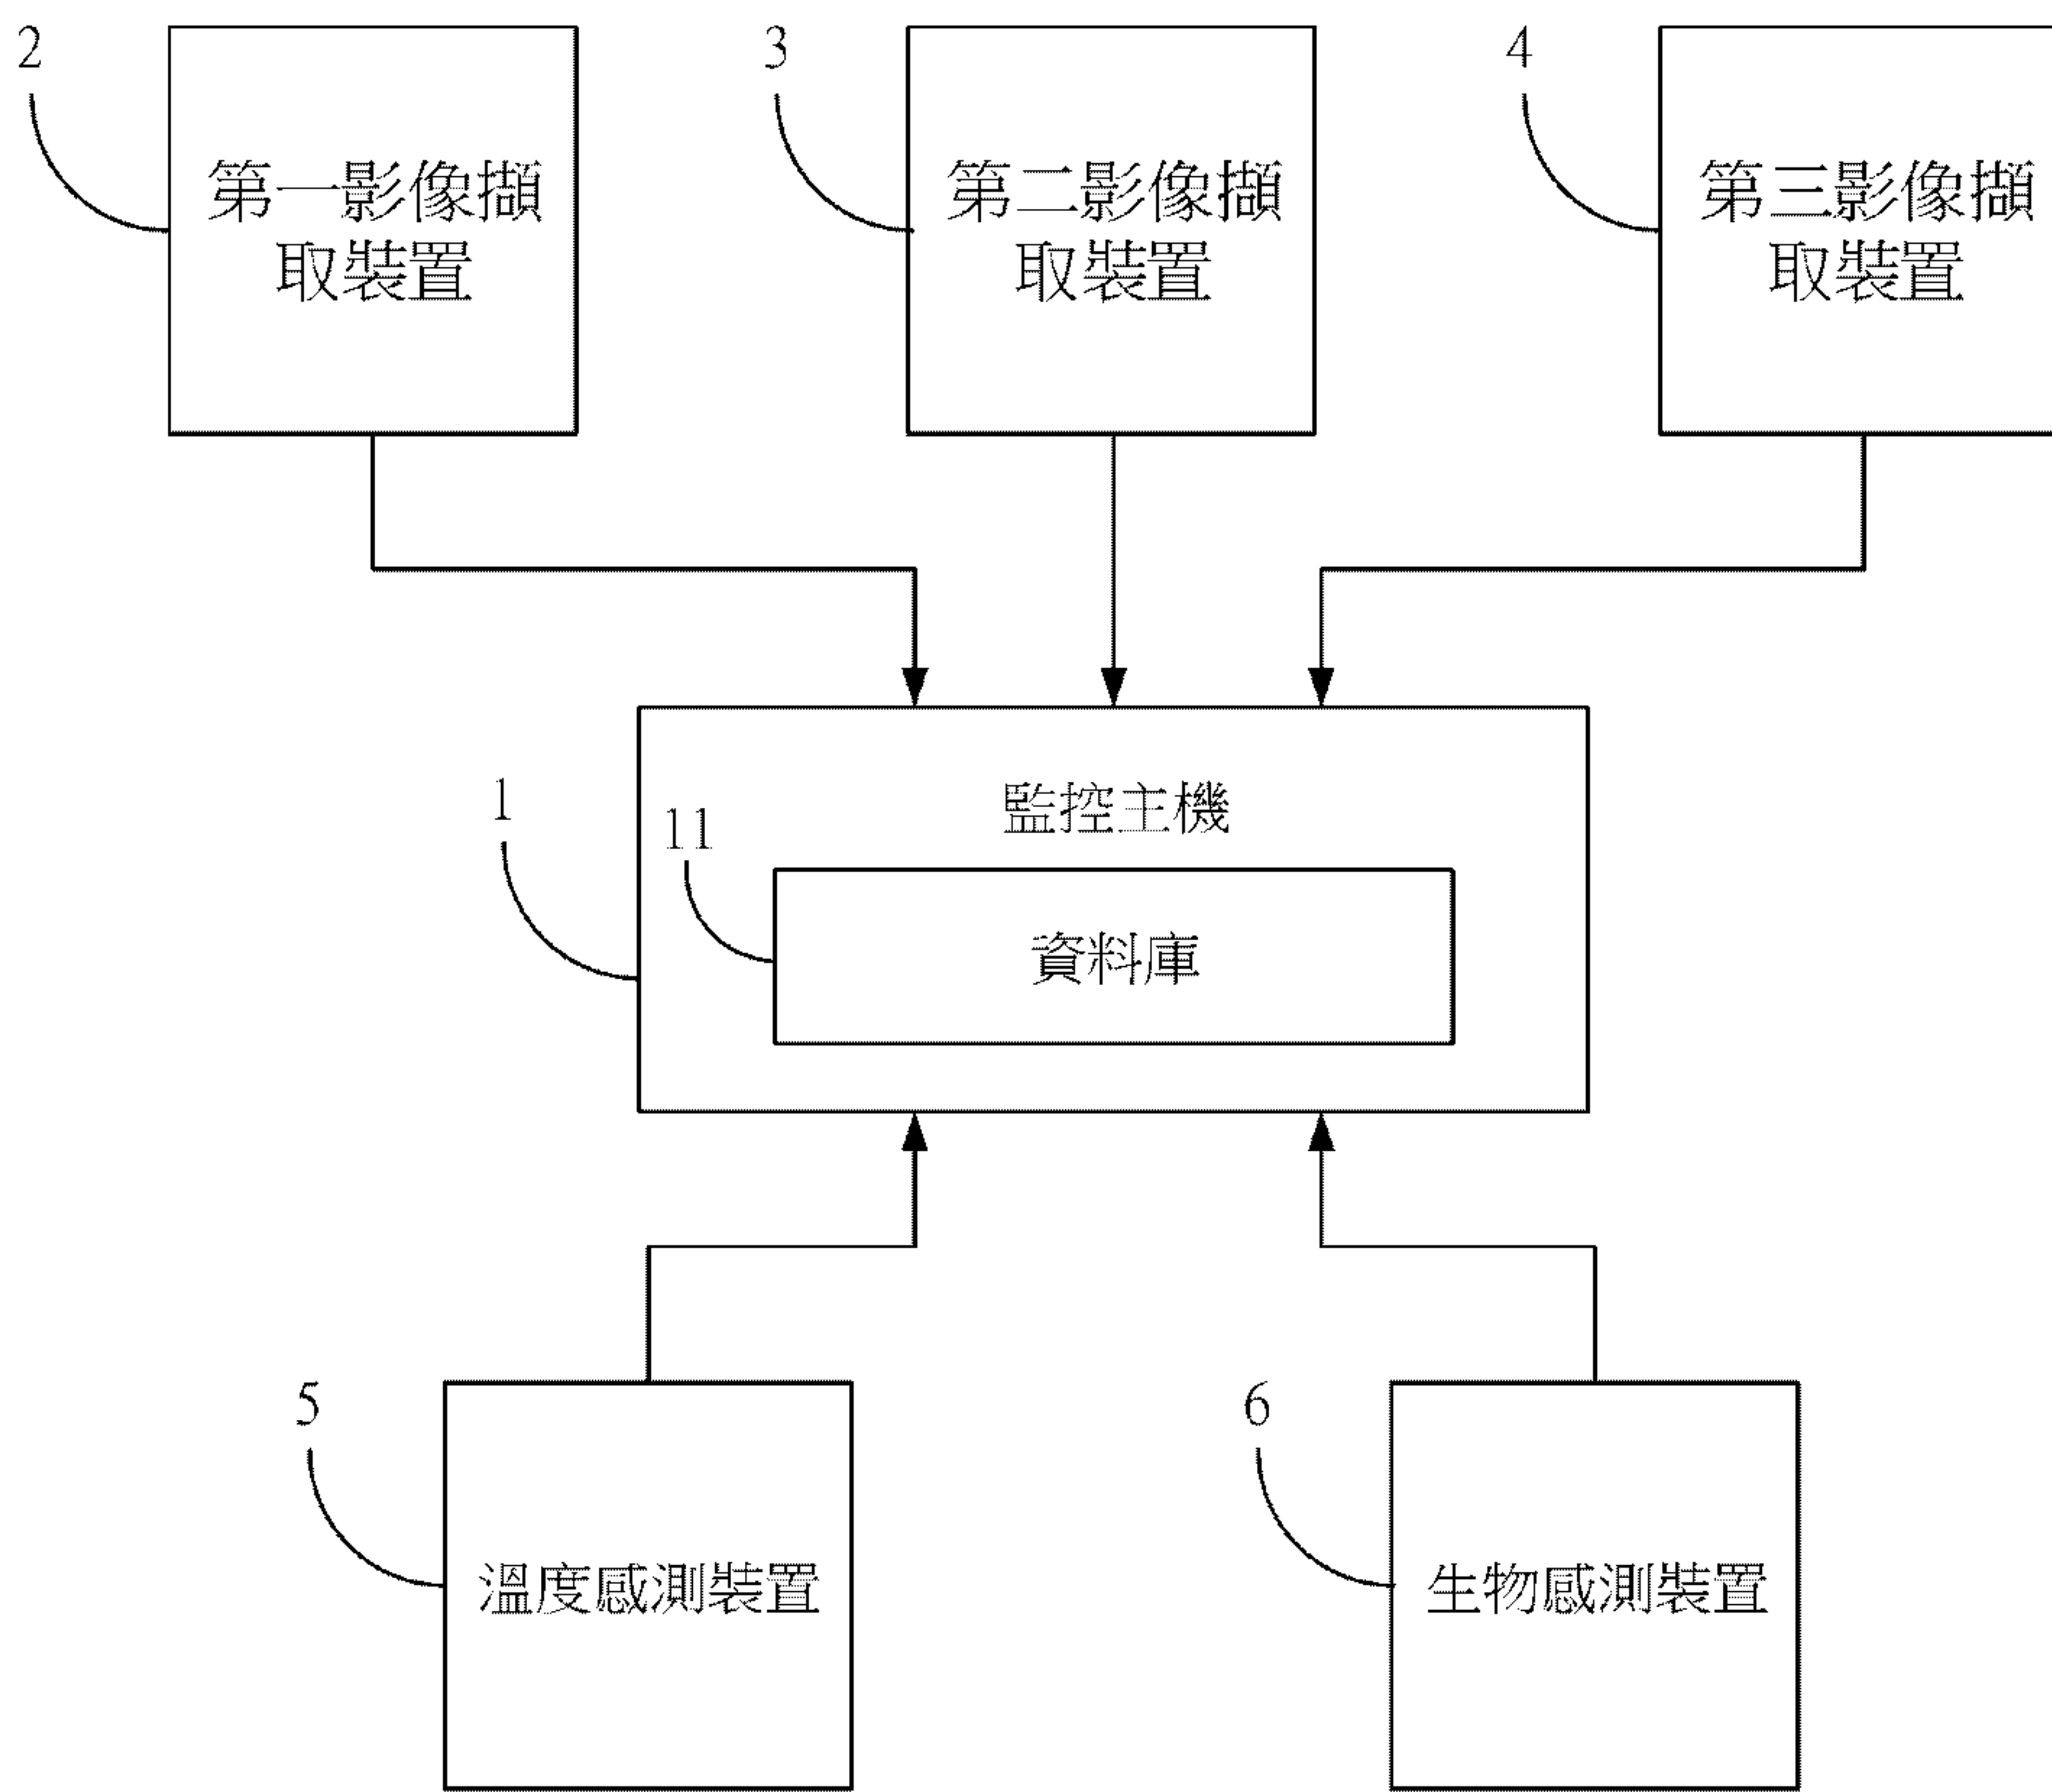 2
第一影像擷
取裝置
3
第二影像擷
取裝置
4
第三影像擷
取裝置
1
監控主機
11
資料庫
5
溫度感測裝置
6
生物感測裝置